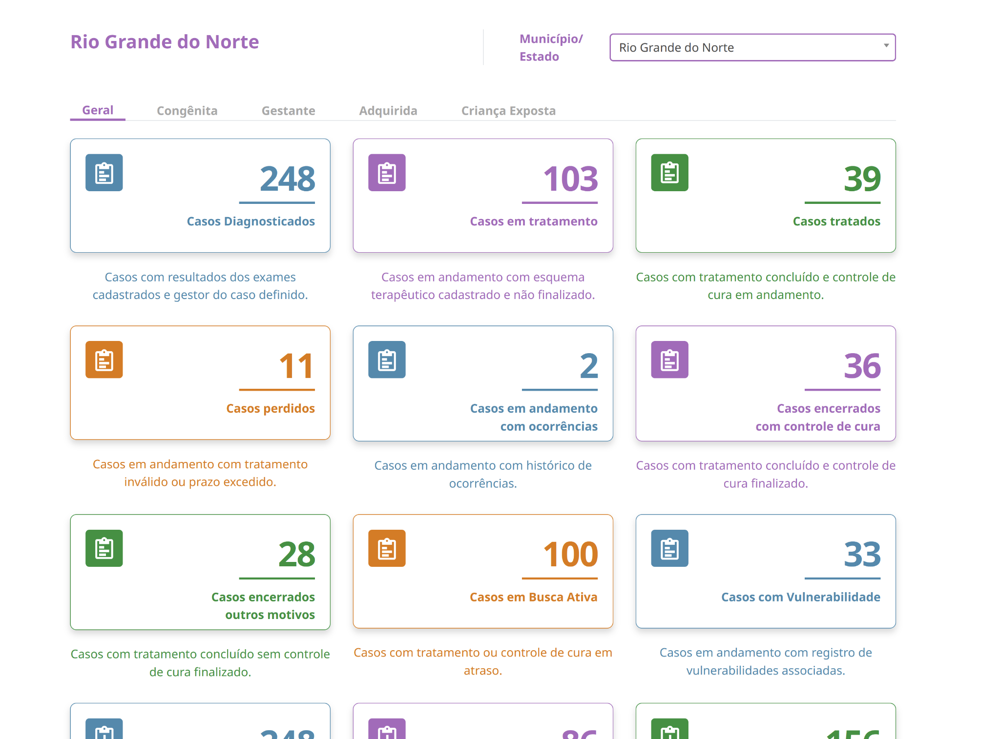 Rio Grande do Norte
Município/
Estado
Rio Grande do Norte
Geral
Congênita
Gestante
Adquirida
Criança Exposta
248
Casos Diagnosticados
Casos com resultados dos exames
cadastrados e gestor do caso definido.
103
Casos em tratamento
Casos em andamento com esquema
terapêutico cadastrado e não finalizado.
39
Casos tratados
Casos com tratamento concluído e controle de
cura em andamento.
11
Casos perdidos
Casos em andamento com tratamento
inválido ou prazo excedido.
2
Casos em andamento
com ocorrências
Casos em andamento com histórico de
ocorrências.
36
Casos encerrados
com controle de cura
Casos com tratamento concluído e controle de
cura finalizado.
28
Casos encerrados
outros motivos
Casos com tratamento concluído sem controle
de cura finalizado.
100
Casos em Busca Ativa
Casos com tratamento ou controle de cura em
atraso.
33
Casos com Vulnerabilidade
Casos em andamento com registro de
vulnerabilidades associadas.